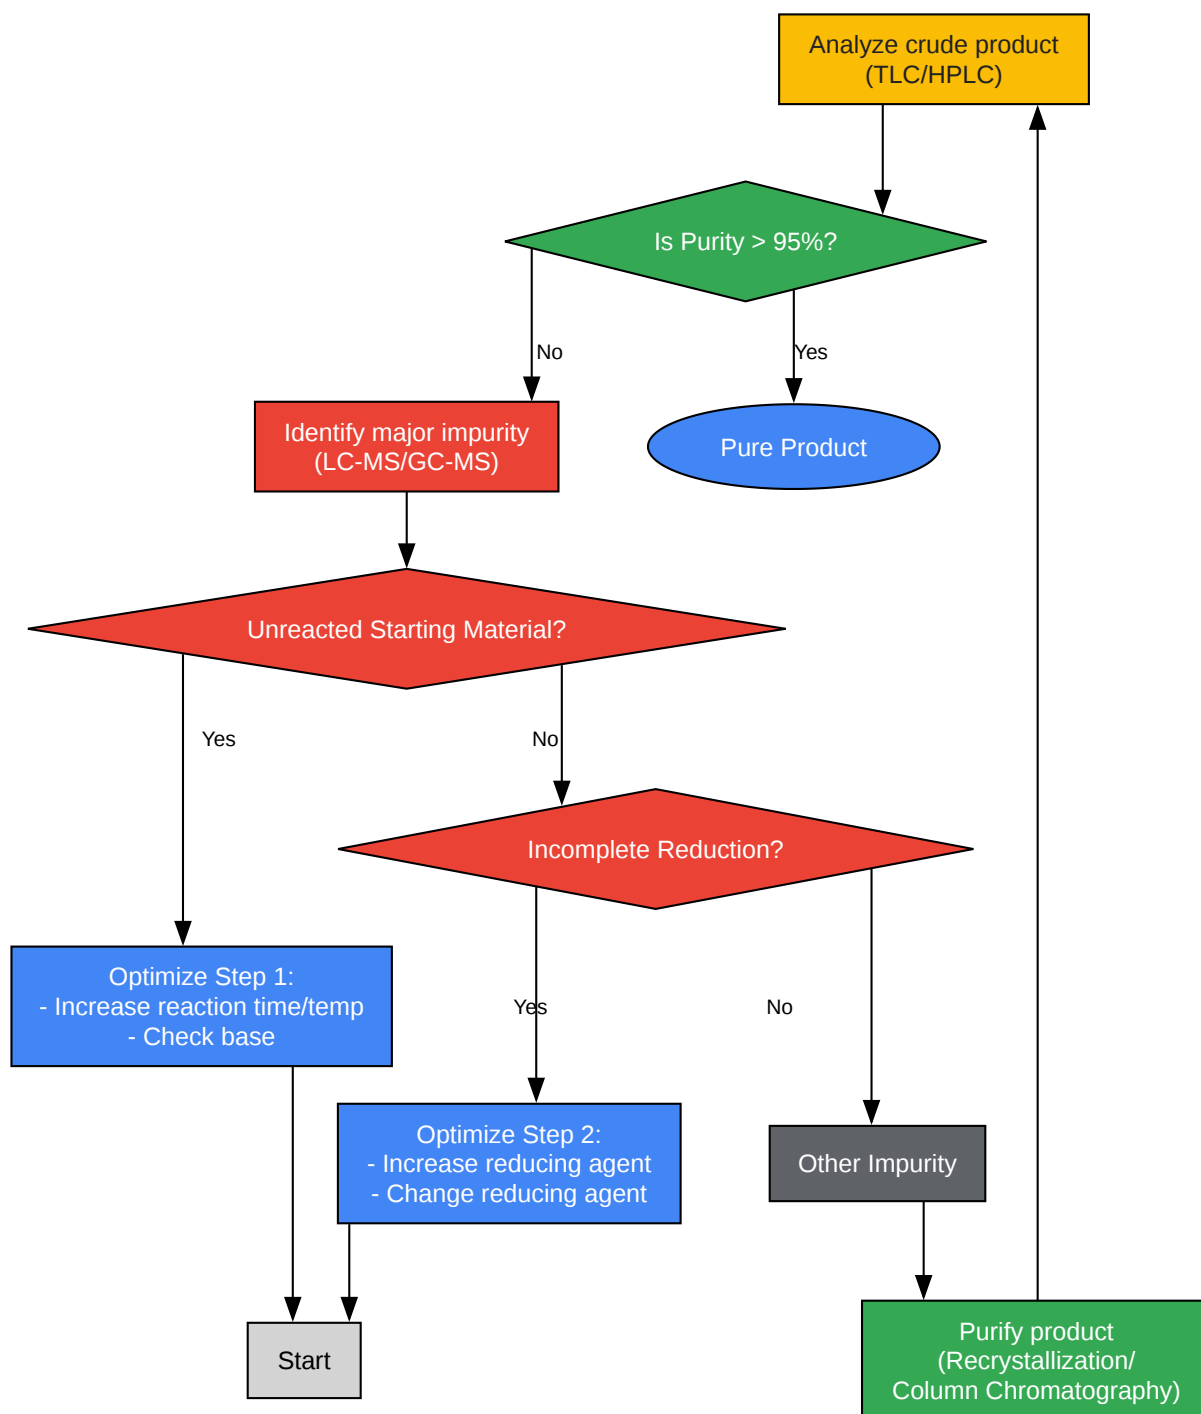 Analyze crude product
(TLC/HPLC)
Is Purity > 95%?
No
Yes
Identify major impurity
(LC-MS/GC-MS)
Pure Product
Unreacted Starting Material?
Yes
No
Incomplete Reduction?
Optimize Step 1:
- Increase reaction time/temp
- Check base
Yes
No
Optimize Step 2:
- Increase reducing agent
- Change reducing agent
Other Impurity
Start
Purify product
(Recrystallization/
Column Chromatography)